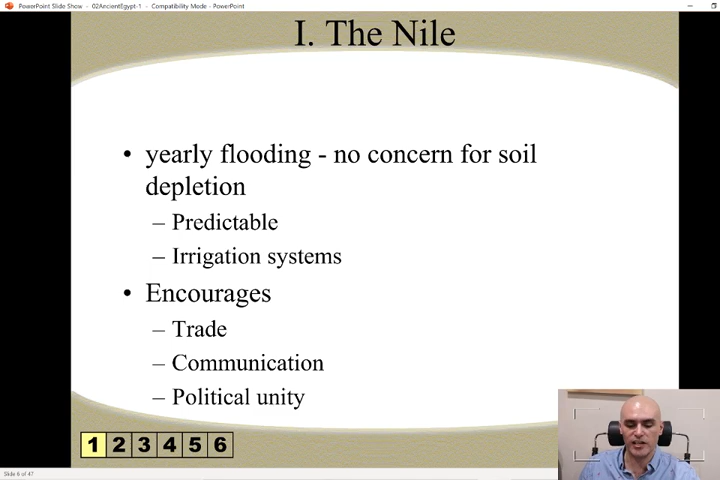 PowerPoint Slide Show - 02AncientEgypt-1 - Compatibility Mode - PowerPoint
I. The Nile
• yearly flooding - no concern for soil
depletion
– Predictable
– Irrigation systems
• Encourages
– Trade
– Communication
– Political unity
1 2 3 4 5 6
Slide 6 of 47